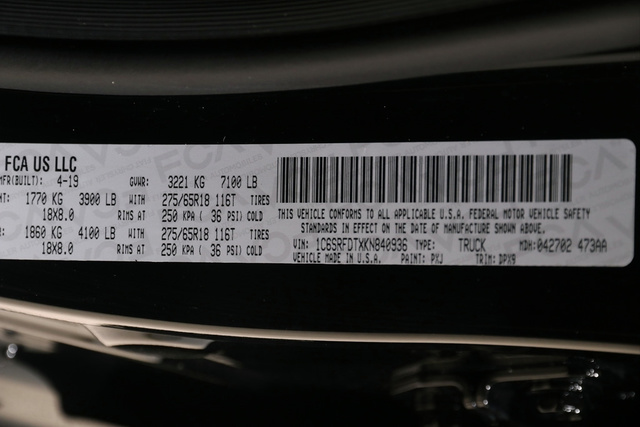 FCA US LLC
MFR(BUILT): 4-19 GVWR: 3221 KG 7100 LB
NT: 1770 KG 3900 LB WITH 275/65R18 116T TIRES
18X8.0 RIMS AT 250 KPA ( 36 PSI) COLD
1860 KG 4100 LB WITH 275/65R18 116T TIRES
18X8.0 RIMS AT 250 KPA ( 36 PSI) COLD
THIS VEHICLE CONFORMS TO ALL APPLICABLE U.S.A. FEDERAL MOTOR VEHICLE SAFETY
STANDARDS IN EFFECT ON THE DATE OF MANUFACTURE SHOWN ABOVE.
VIN: 1C6SRFDTXKN840936 TYPE: TRUCK MDH: 042702 473AA
VEHICLE MADE IN U.S.A. PAINT: PXJ TRIM: DPX9